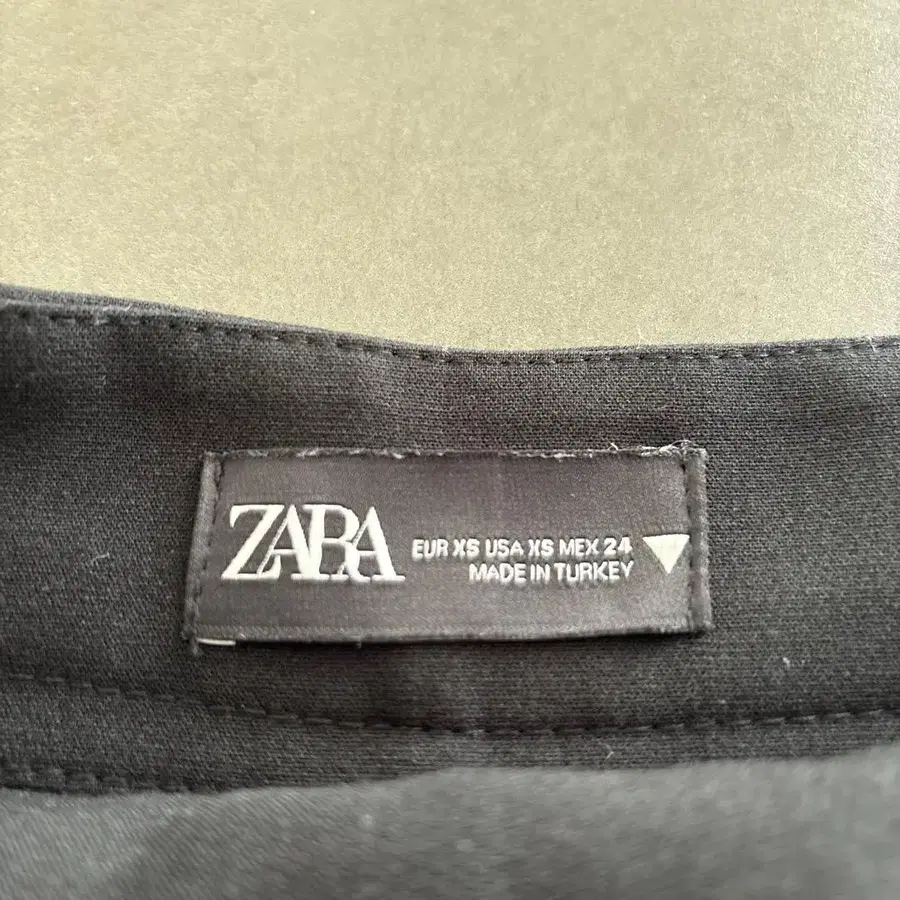 ZARA
EUR XS USA XS MEX 24
MADE IN TURKEY